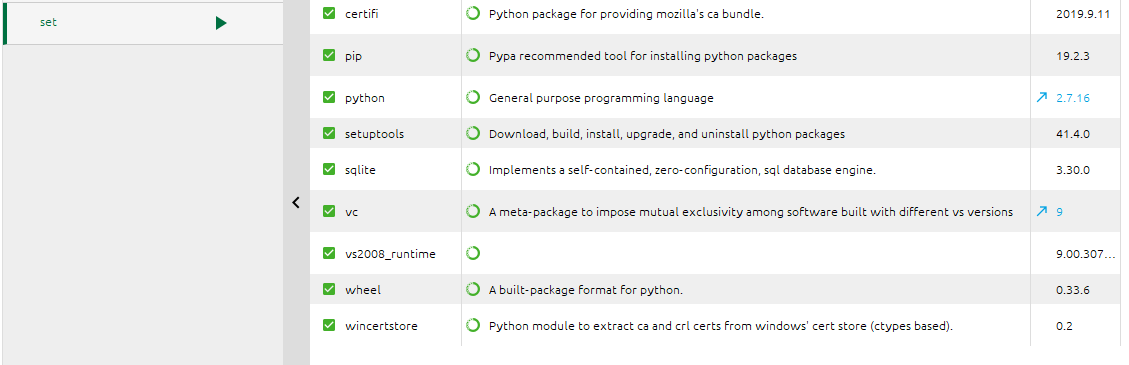 set
certifi Python package for providing mozilla's ca bundle. 2019.9.11
pip Pypa recommended tool for installing python packages 19.2.3
python General purpose programming language 2.7.16
setuptools Download, build, install, upgrade, and uninstall python packages 41.4.0
sqlite Implements a self-contained, zero-configuration, sql database engine. 3.30.0
vc A meta-package to impose mutual exclusivity among software built with different vs versions 9
vs2008_runtime 9.00.307...
wheel A built-package format for python. 0.33.6
wincertstore Python module to extract ca and crl certs from windows' cert store (ctypes based). 0.2